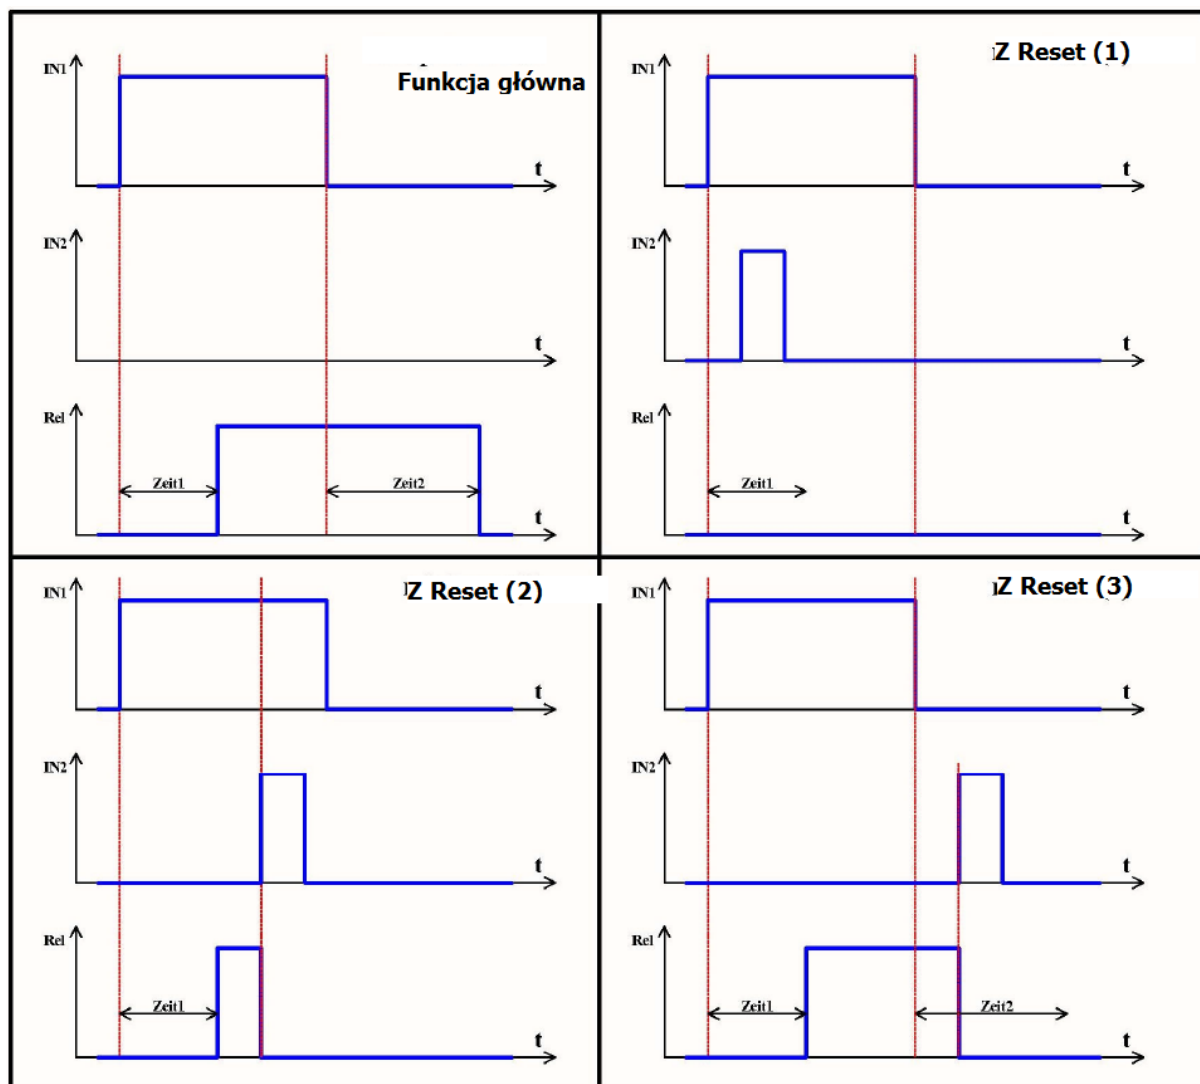 IN1
Funkcja główna
t
IN2
t
Rel
Zeit1
Zeit2
t
Z Reset (1)
IN1
t
IN2
t
Rel
Zeit1
t
Z Reset (2)
IN1
t
IN2
t
Rel
Zeit1
t
Z Reset (3)
IN1
t
IN2
t
Rel
Zeit1
Zeit2
t